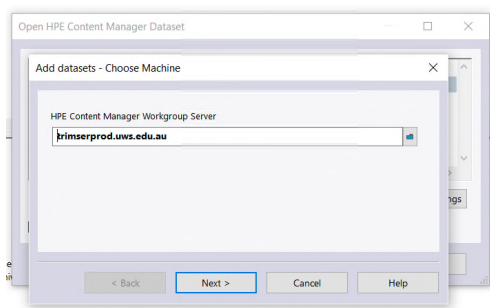 Open HPE Content Manager Dataset
Add datasets - Choose Machine
HPE Content Manager Workgroup Server
trimserprod.uws.edu.au
< Back Next > Cancel Help